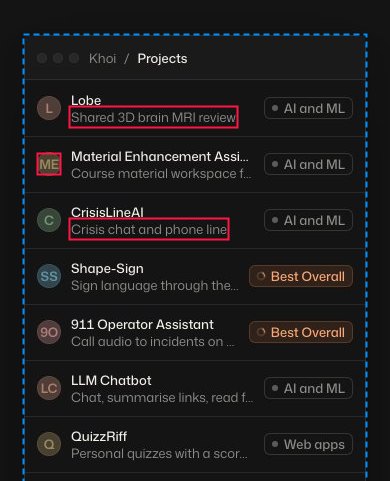 Khoi / Projects
L
Lobe
Shared 3D brain MRI review
AI and ML
ME
Material Enhancement Assi...
Course material workspace f...
AI and ML
C
CrisisLineAI
Crisis chat and phone line
AI and ML
SS
Shape-Sign
Sign language through the...
Best Overall
9O
911 Operator Assistant
Call audio to incidents on ...
Best Overall
LC
LLM Chatbot
Chat, summarise links, read f...
AI and ML
Q
QuizzRiff
Personal quizzes with a scor...
Web apps